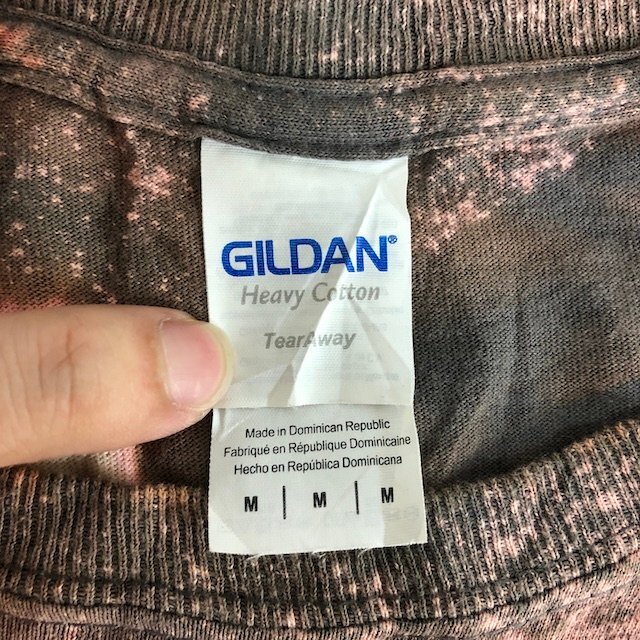 GILDAN®
Heavy Cotton
TearAway
Made in Dominican Republic
Fabriqué en République Dominicaine
Hecho en República Dominicana
M | M | M